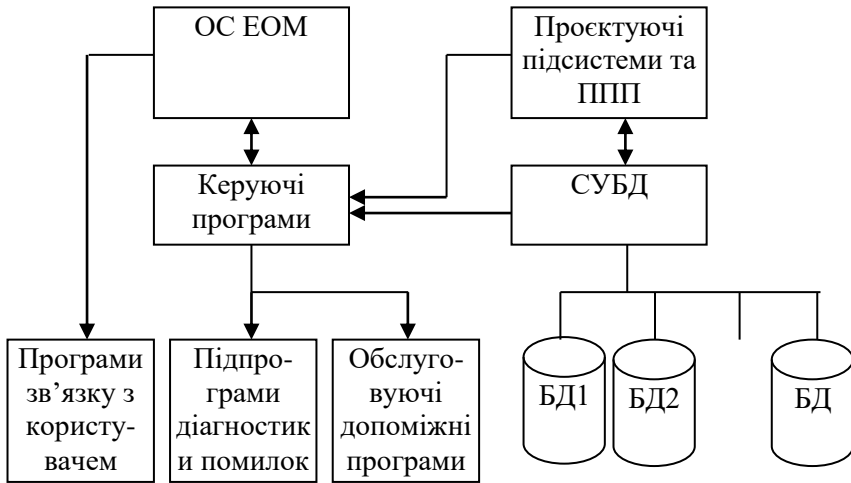 ОС ЕОМ
Проєктуючі
підсистеми та
ППП
Керуючі
програми
СУБД
Програми
зв’язку з
користу-
вачем
Підпро-
грами
діагностик
и помилок
Обслуго-
вуючі
допоміжні
програми
БД1
БД2
БД